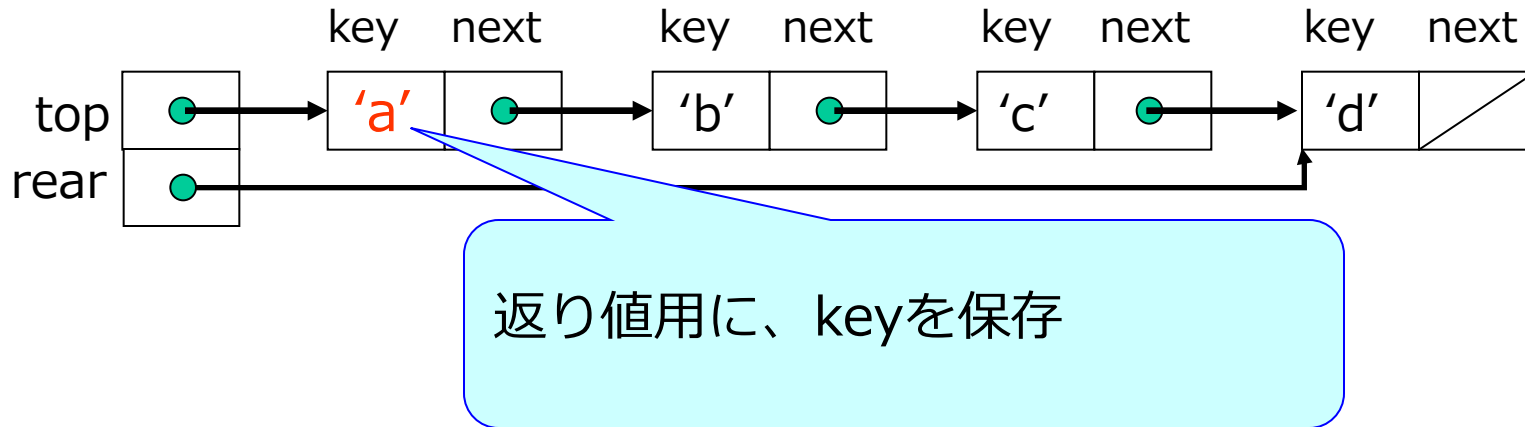 key next key next key next key next
top ‘a’ ‘b’ ‘c’ ‘d’
rear
返り値用に、keyを保存